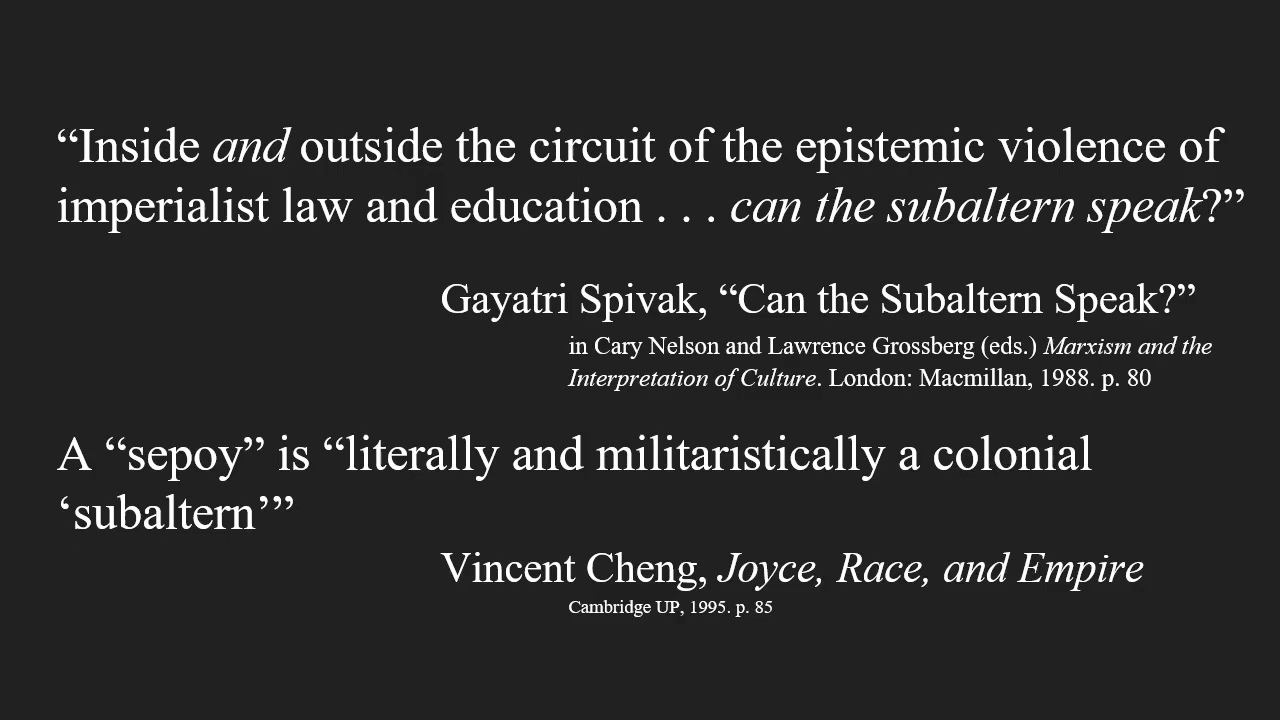 “Inside and outside the circuit of the epistemic violence of
imperialist law and education . . . can the subaltern speak?”
Gayatri Spivak, “Can the Subaltern Speak?”
in Cary Nelson and Lawrence Grossberg (eds.) Marxism and the
Interpretation of Culture. London: Macmillan, 1988. p. 80
A “sepoy” is “literally and militaristically a colonial
‘subaltern’”
Vincent Cheng, Joyce, Race, and Empire
Cambridge UP, 1995. p. 85